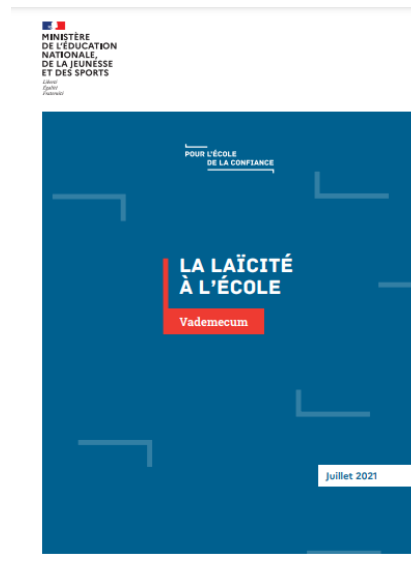 MINISTÈRE
DE L'ÉDUCATION
NATIONALE,
DE LA JEUNESSE
ET DES SPORTS
Liberté
Égalité
Fraternité
POUR L'ÉCOLE
DE LA CONFIANCE
LA LAÏCITÉ
À L'ÉCOLE
Vademecum
Juillet 2021